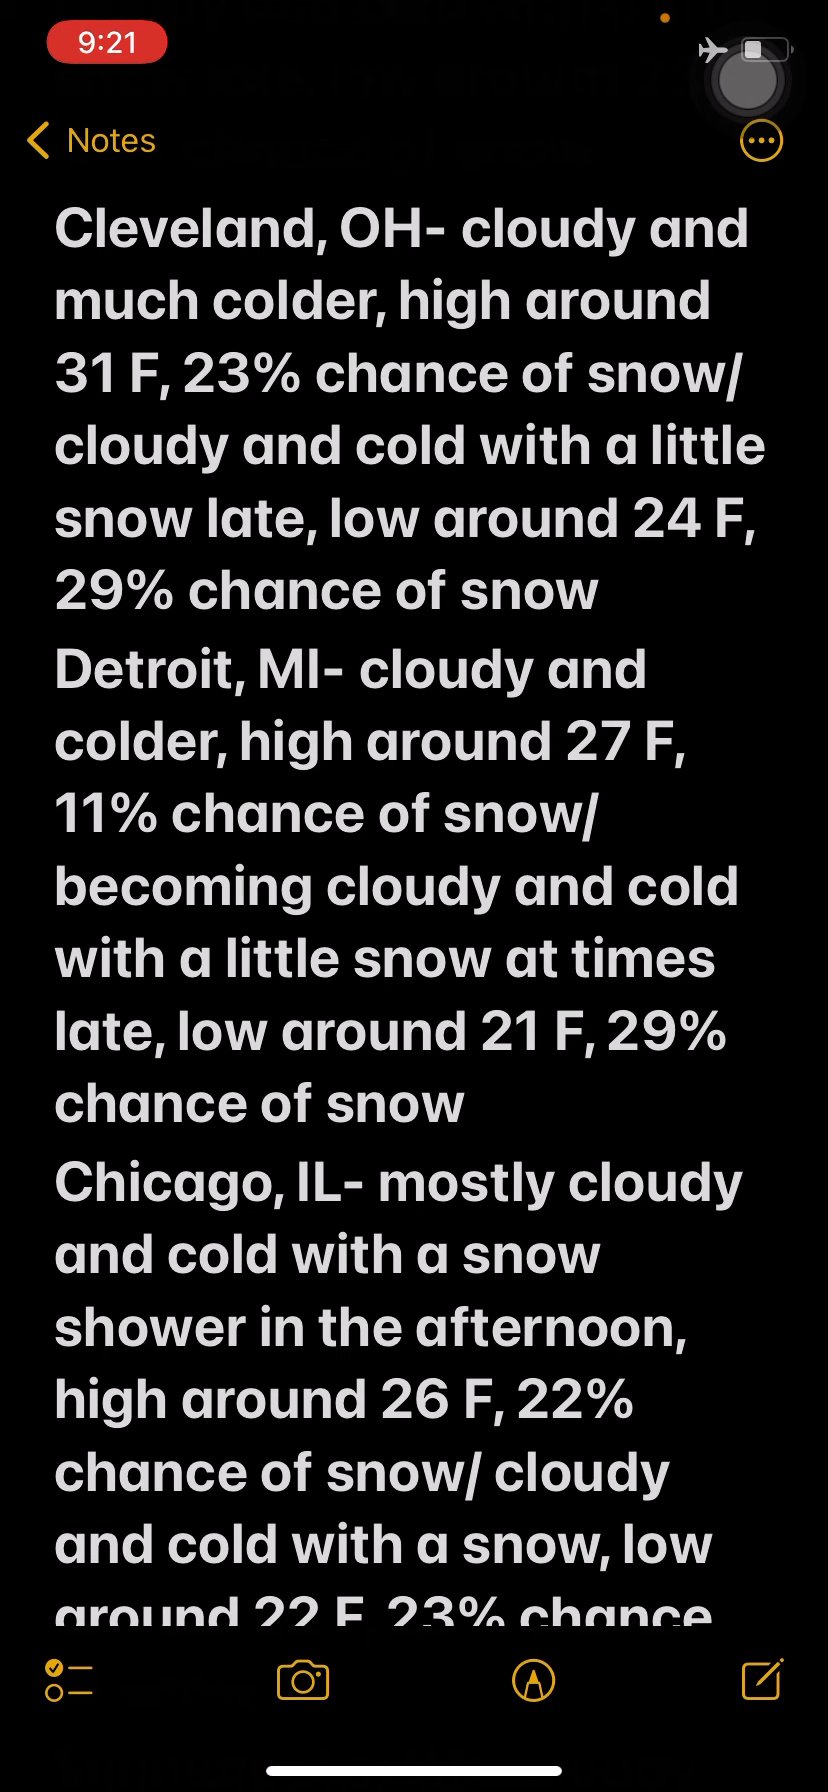 9:21
Notes
Cleveland, OH- cloudy and
much colder, high around
31 F, 23% chance of snow/
cloudy and cold with a little
snow late, low around 24 F,
29% chance of snow
Detroit, MI- cloudy and
colder, high around 27 F,
11% chance of snow/
becoming cloudy and cold
with a little snow at times
late, low around 21 F, 29%
chance of snow
Chicago, IL- mostly cloudy
and cold with a snow
shower in the afternoon,
high around 26 F, 22%
chance of snow/ cloudy
and cold with a snow, low
around 22 F, 23% chance